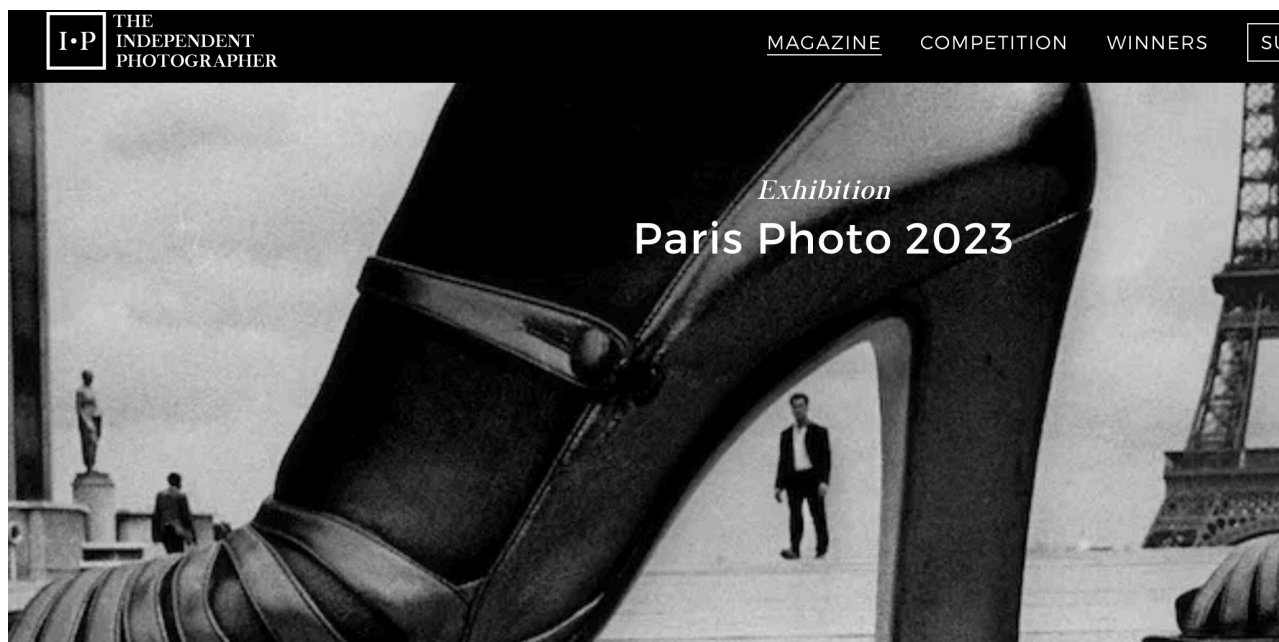 I•P
THE
INDEPENDENT
PHOTOGRAPHER
MAGAZINE COMPETITION WINNERS
Exhibition
Paris Photo 2023